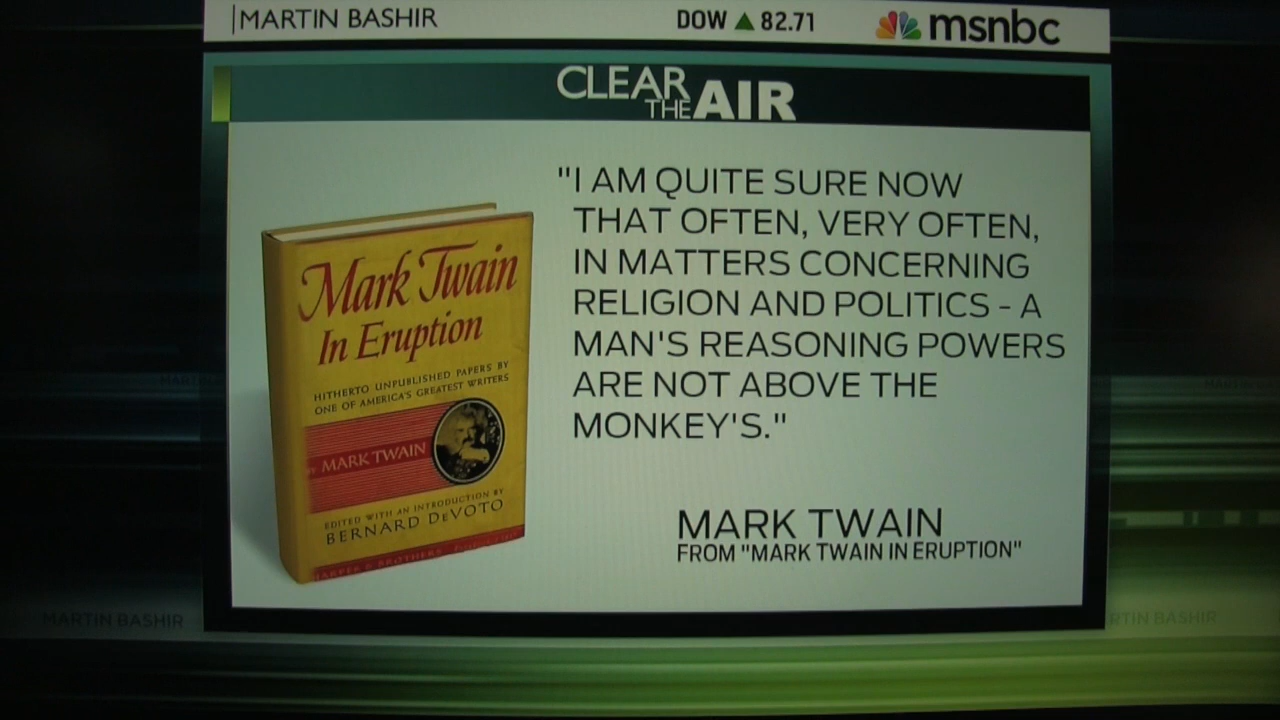 MARTIN BASHIR
DOW ▲ 82.71
msnbc
CLEAR
THE AIR
"I AM QUITE SURE NOW
THAT OFTEN, VERY OFTEN,
IN MATTERS CONCERNING
RELIGION AND POLITICS - A
MAN'S REASONING POWERS
ARE NOT ABOVE THE
MONKEY'S."
MARK TWAIN
FROM "MARK TWAIN IN ERUPTION"
Mark Twain
In Eruption
HITHERTO UNPUBLISHED PAPERS BY
ONE OF AMERICA'S GREATEST WRITERS
BY MARK TWAIN
EDITED WITH AN INTRODUCTION BY
BERNARD DEVOTO
HARPER & BROTHERS
MARTIN BASHIR
RTIN BASHIR